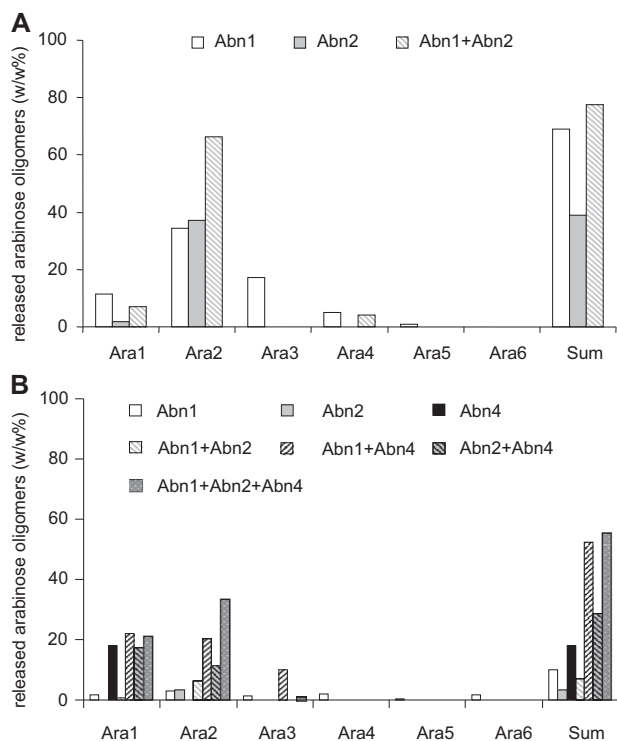 A
100
80
60
40
20
0
released arabinose oligomers (w/w%)
Abn1 Abn2 Abn1+Abn2
Ara1 Ara2 Ara3 Ara4 Ara5 Ara6 Sum
B
100
80
60
40
20
0
released arabinose oligomers (w/w%)
Abn1 Abn2 Abn4
Abn1+Abn2 Abn1+Abn4 Abn2+Abn4
Abn1+Abn2+Abn4
Ara1 Ara2 Ara3 Ara4 Ara5 Ara6 Sum